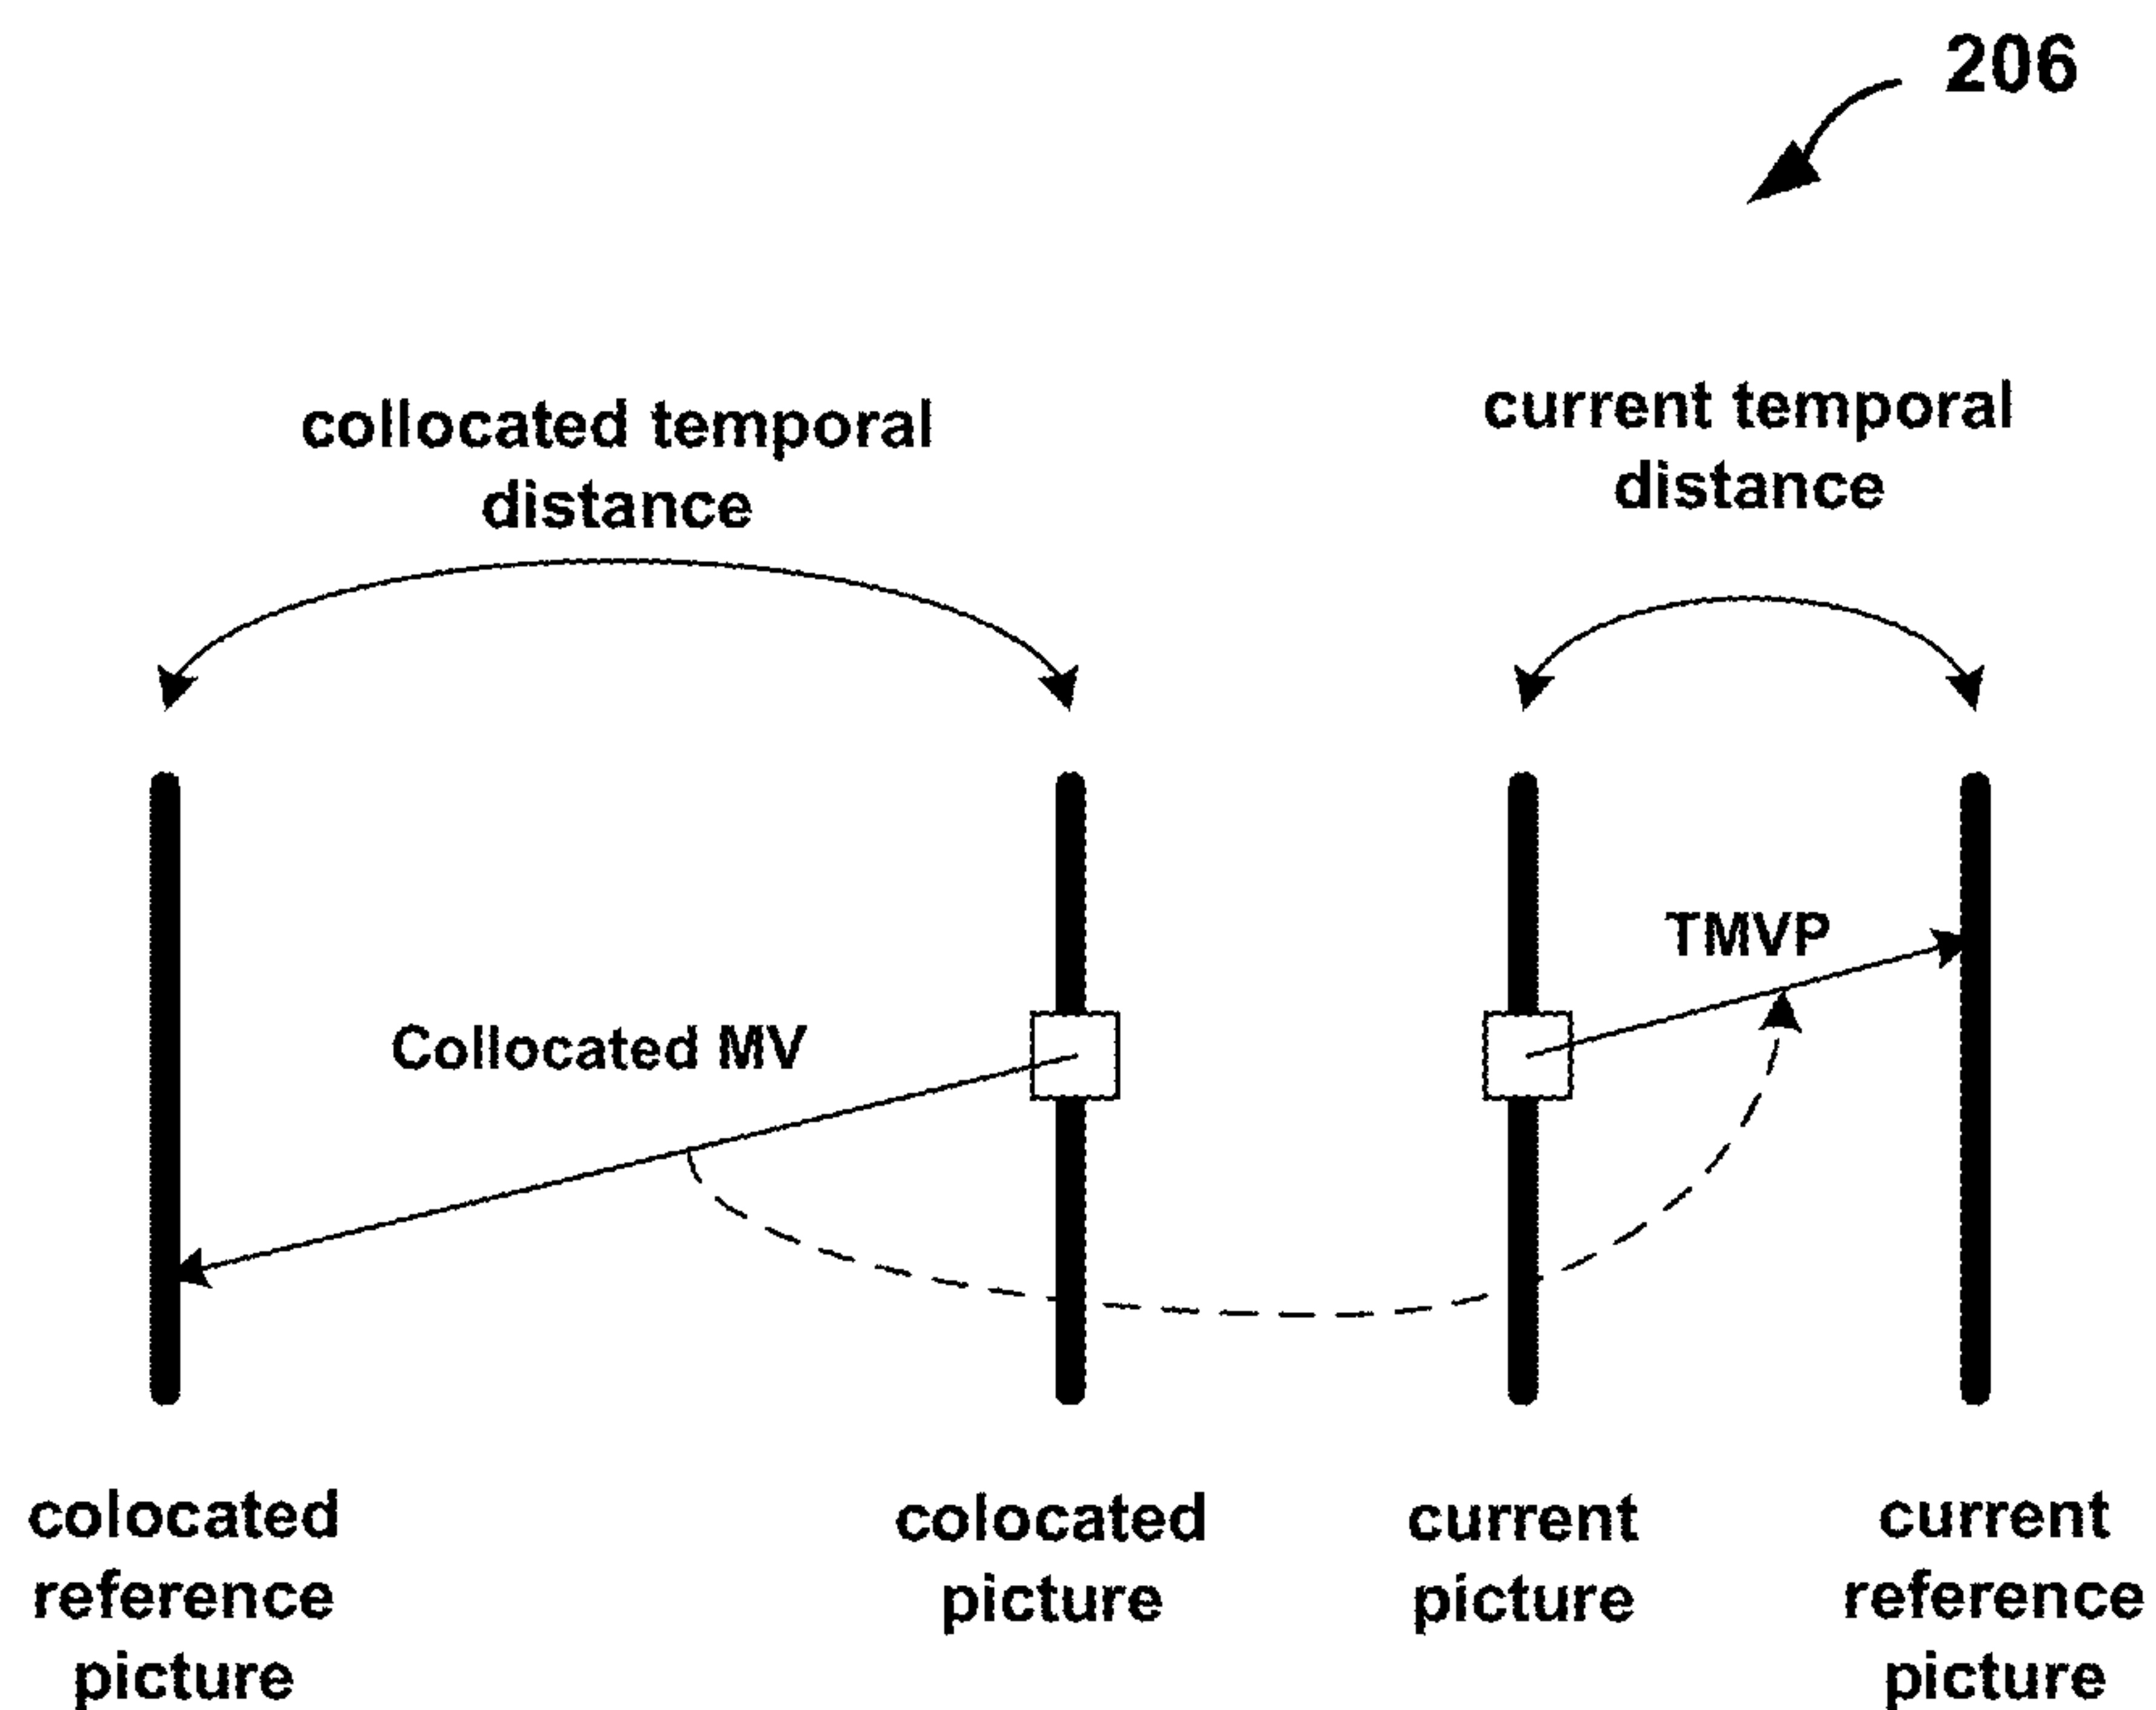 206
collocated temporal
distance
current temporal
distance
TMVP
Collocated MV
colocated
reference
picture
colocated
picture
current
picture
current
reference
picture